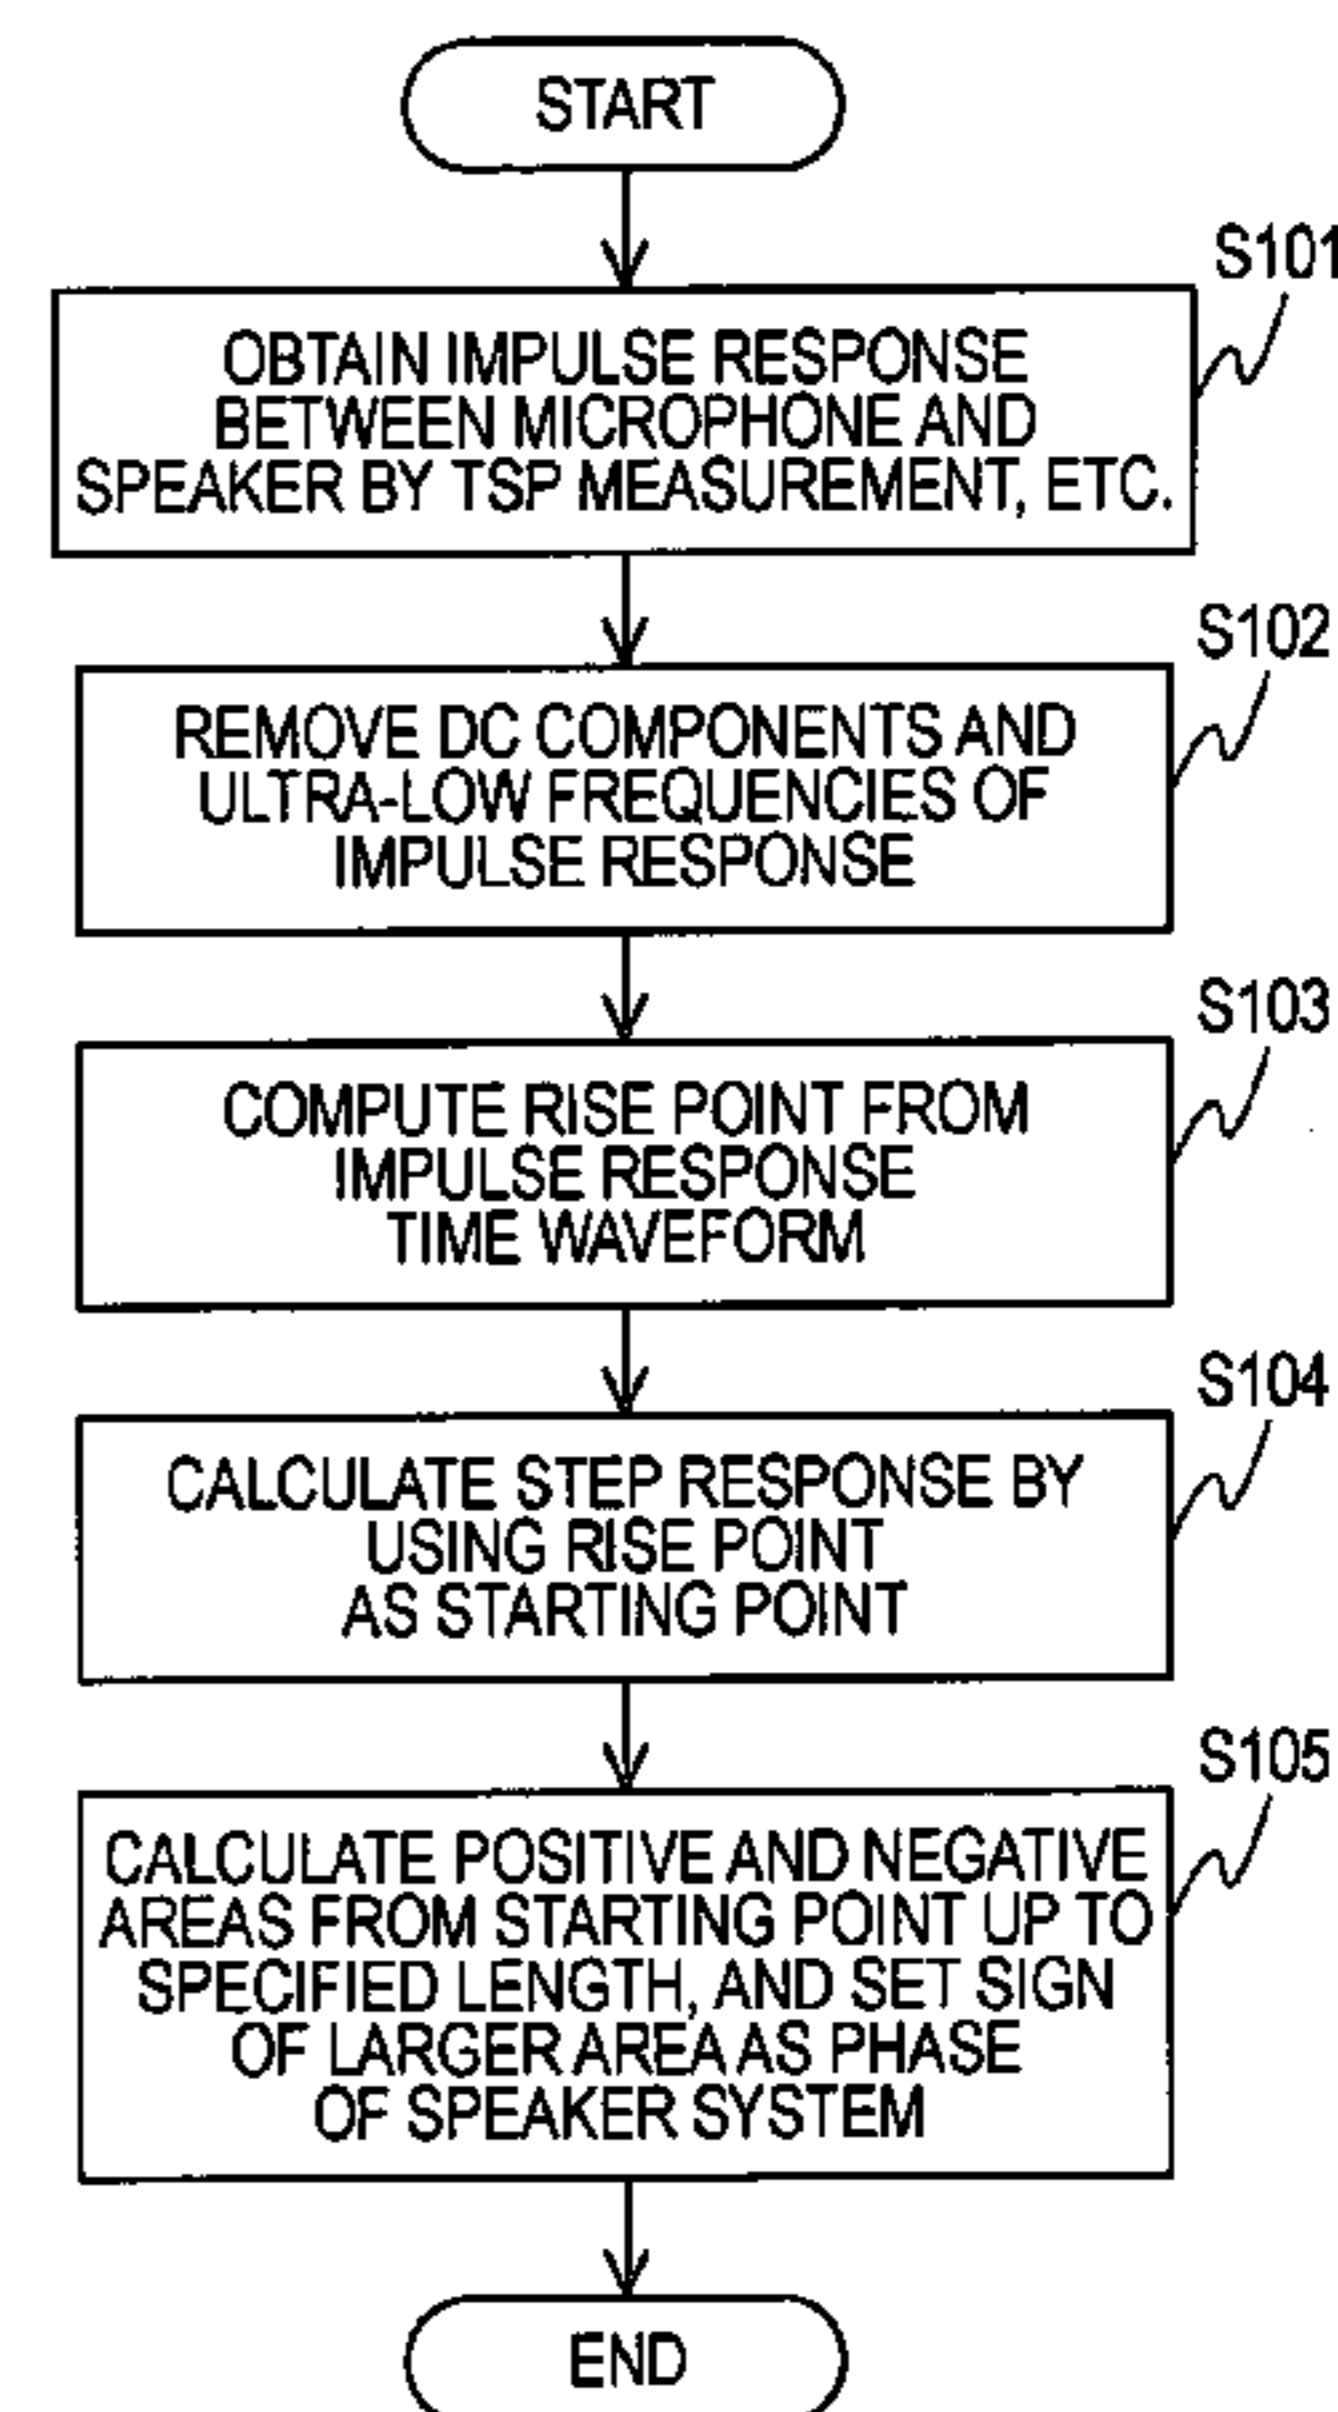 START
S101
OBTAIN IMPULSE RESPONSE
BETWEEN MICROPHONE AND
SPEAKER BY TSP MEASUREMENT, ETC.
S102
REMOVE DC COMPONENTS AND
ULTRA-LOW FREQUENCIES OF
IMPULSE RESPONSE
S103
COMPUTE RISE POINT FROM
IMPULSE RESPONSE
TIME WAVEFORM
S104
CALCULATE STEP RESPONSE BY
USING RISE POINT
AS STARTING POINT
S105
CALCULATE POSITIVE AND NEGATIVE
AREAS FROM STARTING POINT UP TO
SPECIFIED LENGTH, AND SET SIGN
OF LARGER AREA AS PHASE
OF SPEAKER SYSTEM
END